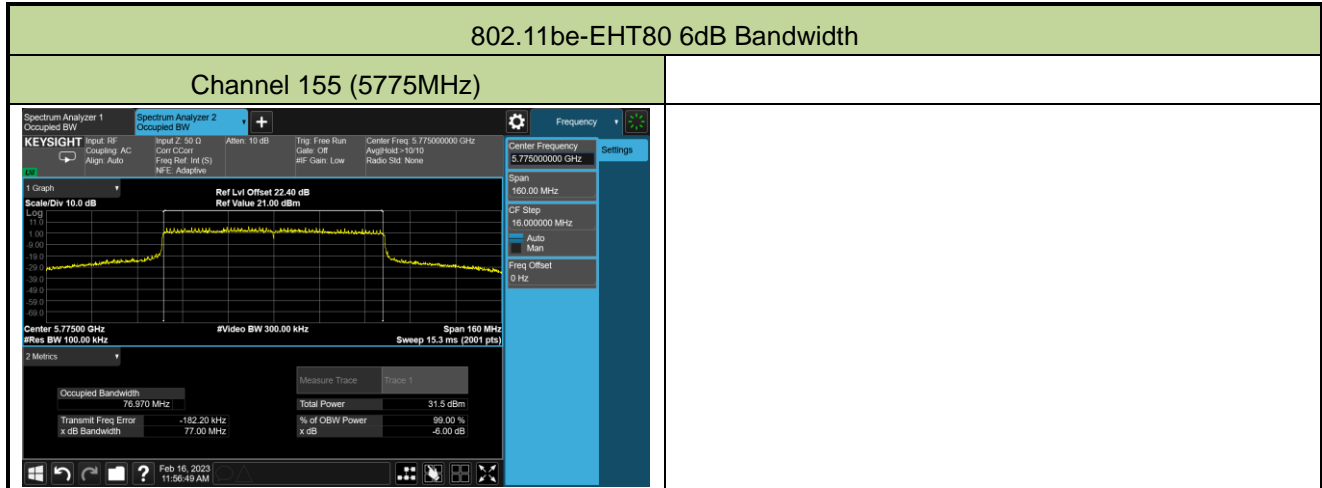 802.11be-EHT80 6dB Bandwidth
Channel 155 (5775MHz)
Spectrum Analyzer 1
Occupied BW
Spectrum Analyzer 2
Occupied BW
+
Frequency
KEYSIGHT
Input: RF
Coupling: AC
Align: Auto
Input Z: 50 Ω
Corr CCorr
Freq Ref: Int (S)
NFE: Adaptive
Atten: 10 dB
Trig: Free Run
Gate: Off
#IF Gain: Low
Center Freq: 5.775000000 GHz
Avg|Hold:>10/10
Radio Std: None
Center Frequency
5.775000000 GHz
Settings
Span
160.00 MHz
CF Step
16.000000 MHz
Auto
Man
Freq Offset
0 Hz
1 Graph
Scale/Div 10.0 dB
Ref Lvl Offset 22.40 dB
Ref Value 21.00 dBm
Log
11.0
1.00
-9.00
-19.0
-29.0
-39.0
-49.0
-59.0
-69.0
Center 5.77500 GHz
#Video BW 300.00 kHz
Span 160 MHz
#Res BW 100.00 kHz
Sweep 15.3 ms (2001 pts)
2 Metrics
Measure Trace
Trace 1
Occupied Bandwidth
76.970 MHz
Total Power 31.5 dBm
Transmit Freq Error -182.20 kHz
% of OBW Power 99.00 %
x dB Bandwidth 77.00 MHz
x dB -6.00 dB
?
Feb 16, 2023
11:56:49 AM